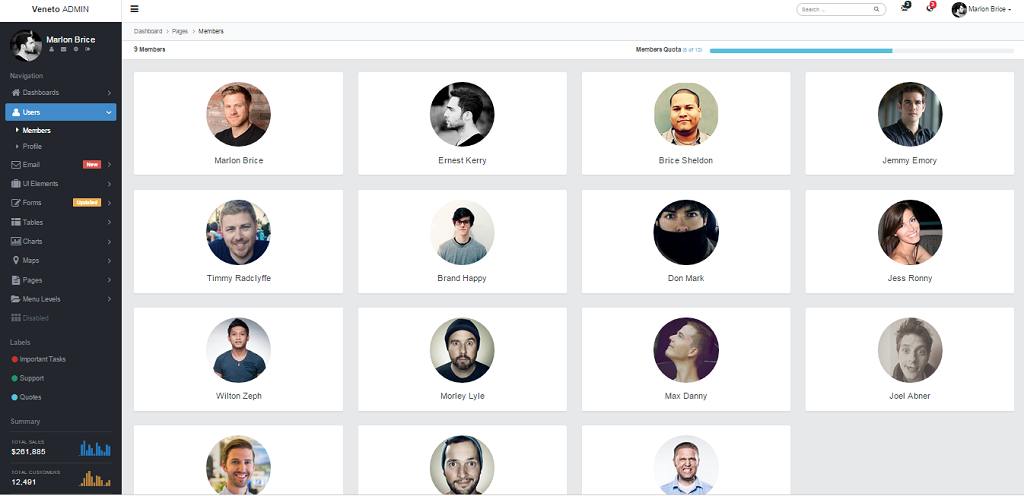 Veneto ADMIN
Search ...
2
3
Marlon Brice
Marlon Brice
Navigation
Dashboards
Users
Members
Profile
Email New
UI Elements
Forms Updated
Tables
Charts
Maps
Pages
Menu Levels
Disabled
Labels
Important Tasks
Support
Quotes
Summary
TOTAL SALES
$261,885
TOTAL CUSTOMERS
12,491
Dashboard > Pages > Members
9 Members
Members Quota (6 of 10)
Marlon Brice
Ernest Kerry
Brice Sheldon
Jemmy Emory
Timmy Radclyffe
Brand Happy
Don Mark
Jess Ronny
Wilton Zeph
Morley Lyle
Max Danny
Joel Abner